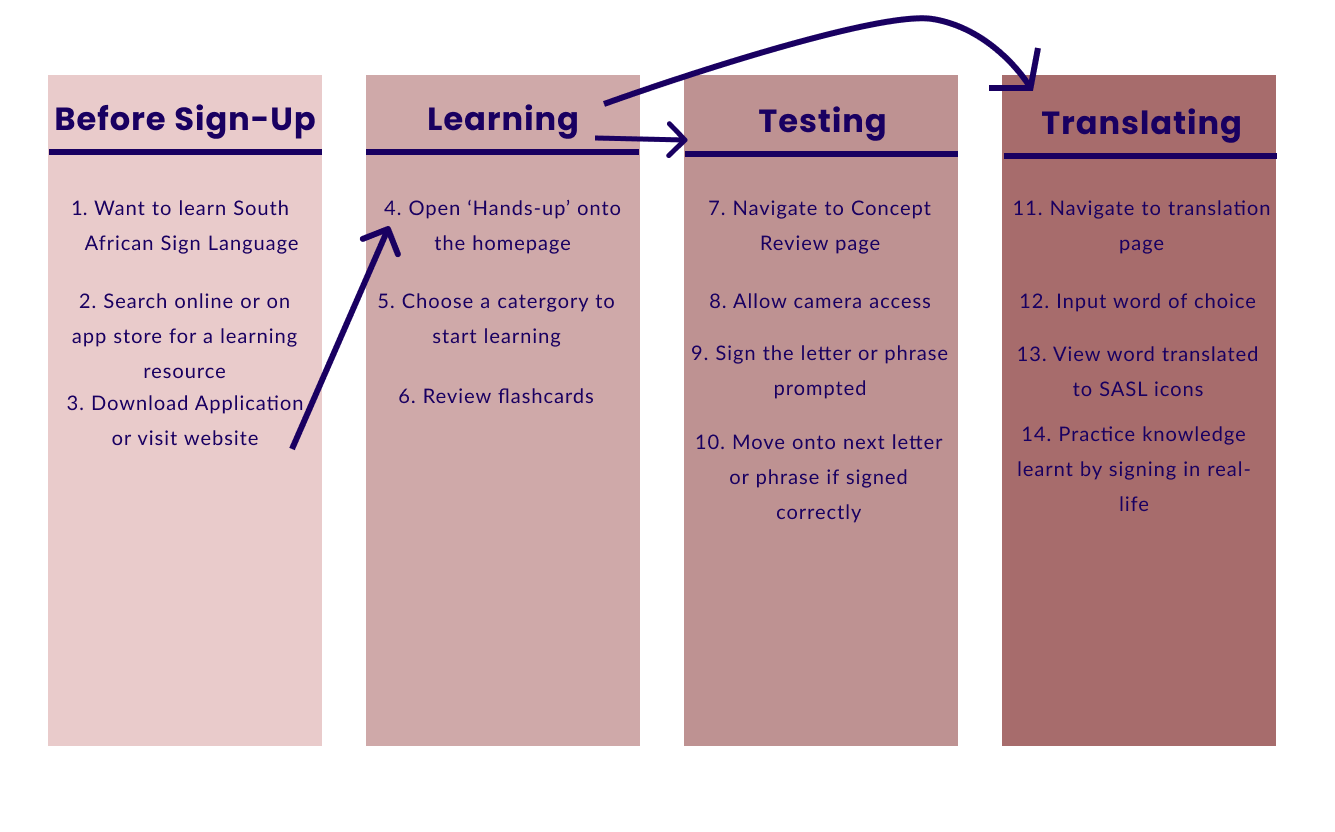 Before Sign-Up
1. Want to learn South
African Sign Language
2. Search online or on
app store for a learning
resource
3. Download Application
or visit website
Learning
4. Open ‘Hands-up’ onto
the homepage
5. Choose a catergory to
start learning
6. Review flashcards
Testing
7. Navigate to Concept
Review page
8. Allow camera access
9. Sign the letter or phrase
prompted
10. Move onto next letter
or phrase if signed
correctly
Translating
11. Navigate to translation
page
12. Input word of choice
13. View word translated
to SASL icons
14. Practice knowledge
learnt by signing in real-
life